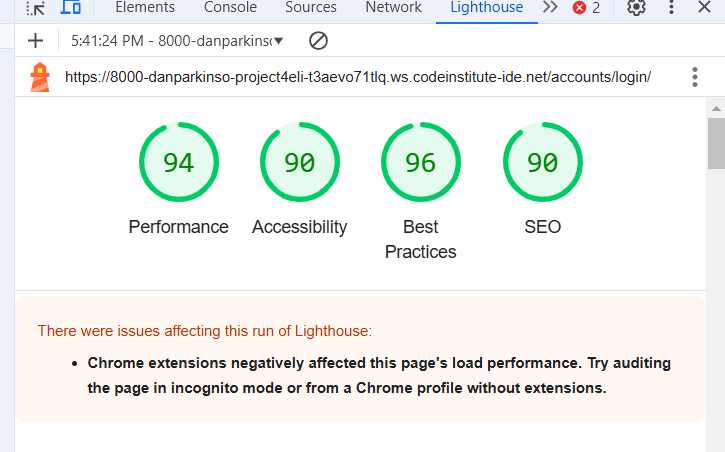 Elements Console Sources Network Lighthouse 2
5:41:24 PM - 8000-danparkinso
https://8000-danparkinso-project4eli-t3aevo71tlq.ws.codeinstitute-ide.net/accounts/login/
94 90 96 90
Performance Accessibility Best SEO
Practices
There were issues affecting this run of Lighthouse:
• Chrome extensions negatively affected this page's load performance. Try auditing
the page in incognito mode or from a Chrome profile without extensions.